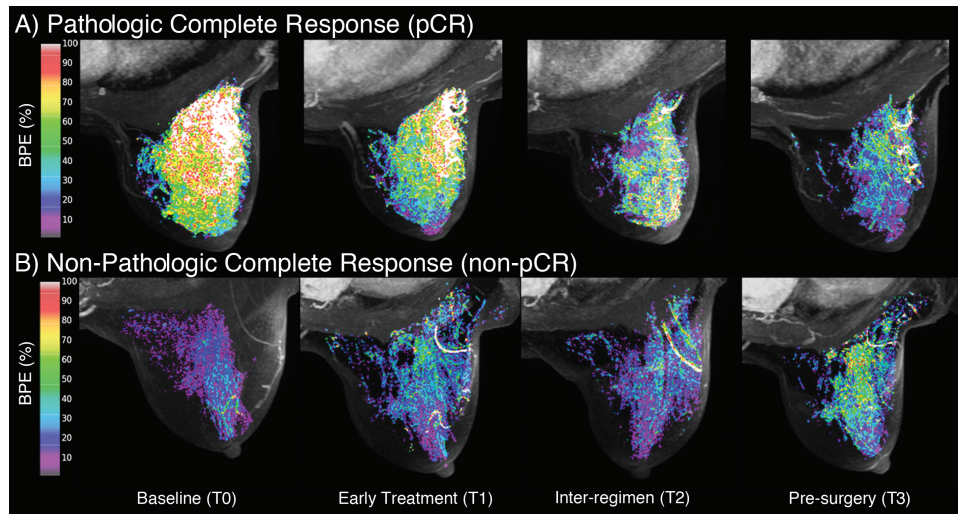 A) Pathologic Complete Response (pCR)
BPE (%)
100
90
80
70
60
50
40
30
20
10
B) Non-Pathologic Complete Response (non-pCR)
BPE (%)
100
90
80
70
60
50
40
30
20
10
Baseline (T0)
Early Treatment (T1)
Inter-regimen (T2)
Pre-surgery (T3)